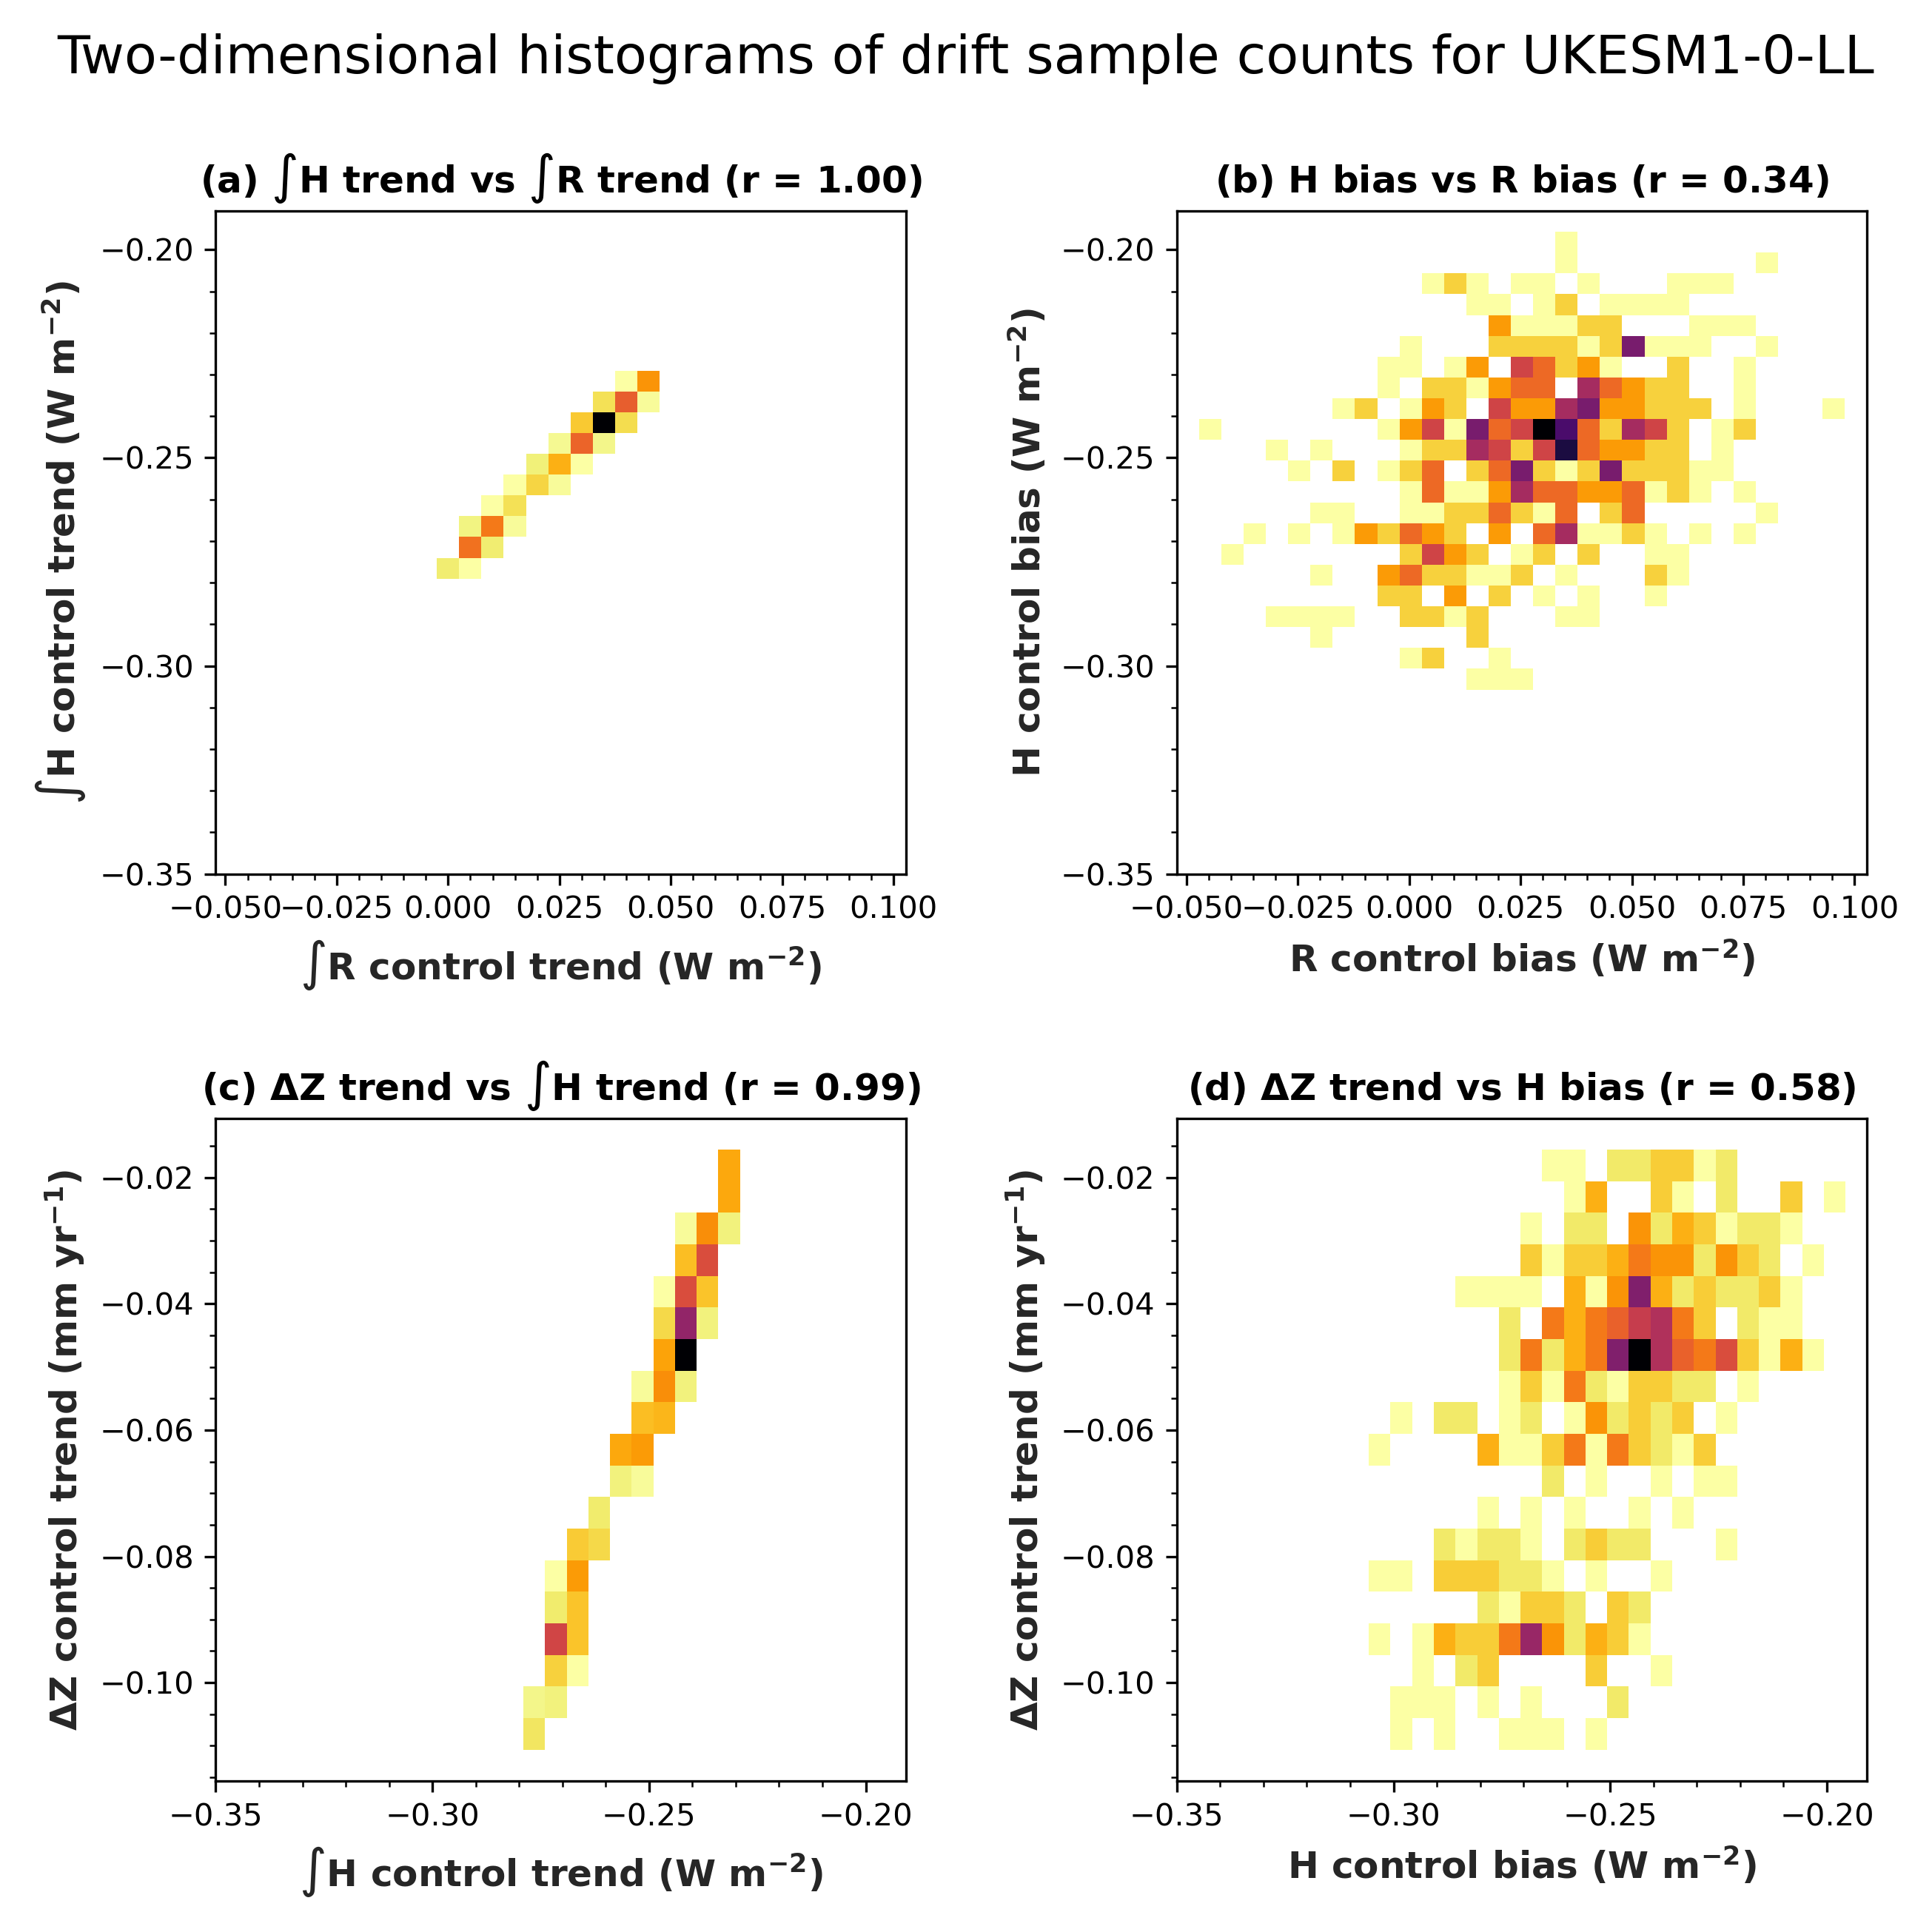 Two-dimensional histograms of drift sample counts for UKESM1-0-LL
(a) ∫H trend vs ∫R trend (r = 1.00)
∫H control trend (W m⁻²)
−0.20
−0.25
−0.30
−0.35
−0.050 −0.025 0.000 0.025 0.050 0.075 0.100
∫R control trend (W m⁻²)
(b) H bias vs R bias (r = 0.34)
H control bias (W m⁻²)
−0.20
−0.25
−0.30
−0.35
−0.050 −0.025 0.000 0.025 0.050 0.075 0.100
R control bias (W m⁻²)
(c) ΔZ trend vs ∫H trend (r = 0.99)
ΔZ control trend (mm yr⁻¹)
−0.02
−0.04
−0.06
−0.08
−0.10
−0.35 −0.30 −0.25 −0.20
∫H control trend (W m⁻²)
(d) ΔZ trend vs H bias (r = 0.58)
ΔZ control trend (mm yr⁻¹)
−0.02
−0.04
−0.06
−0.08
−0.10
−0.35 −0.30 −0.25 −0.20
H control bias (W m⁻²)